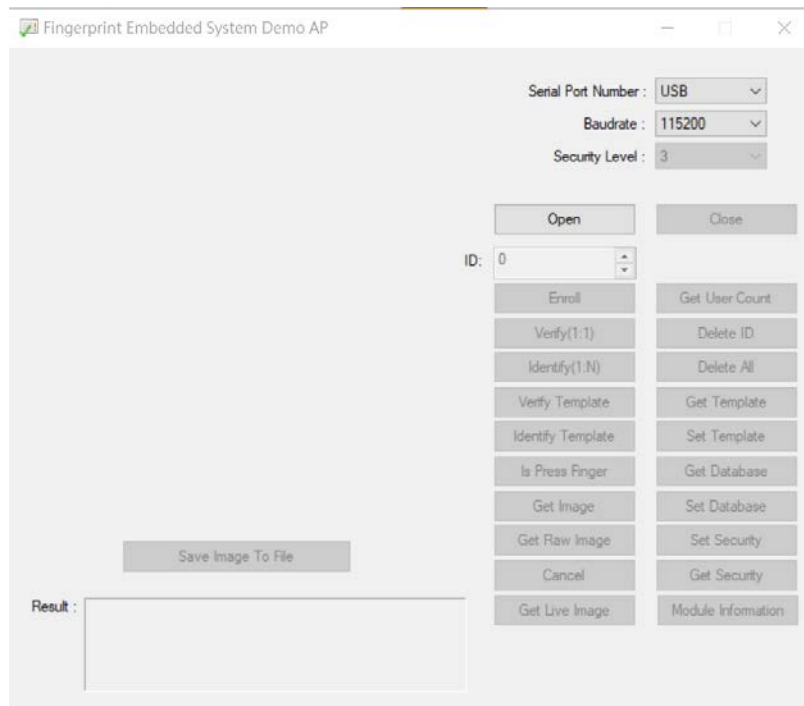 Fingerprint Embedded System Demo AP
Serial Port Number : USB
Baudrate : 115200
Security Level : 3
Open Close
ID: 0
Enroll Get User Count
Verify(1:1) Delete ID
Identify(1:N) Delete All
Verify Template Get Template
Identify Template Set Template
Is Press Finger Get Database
Get Image Set Database
Get Raw Image Set Security
Save Image To File
Cancel Get Security
Result :
Get Live Image Module Information